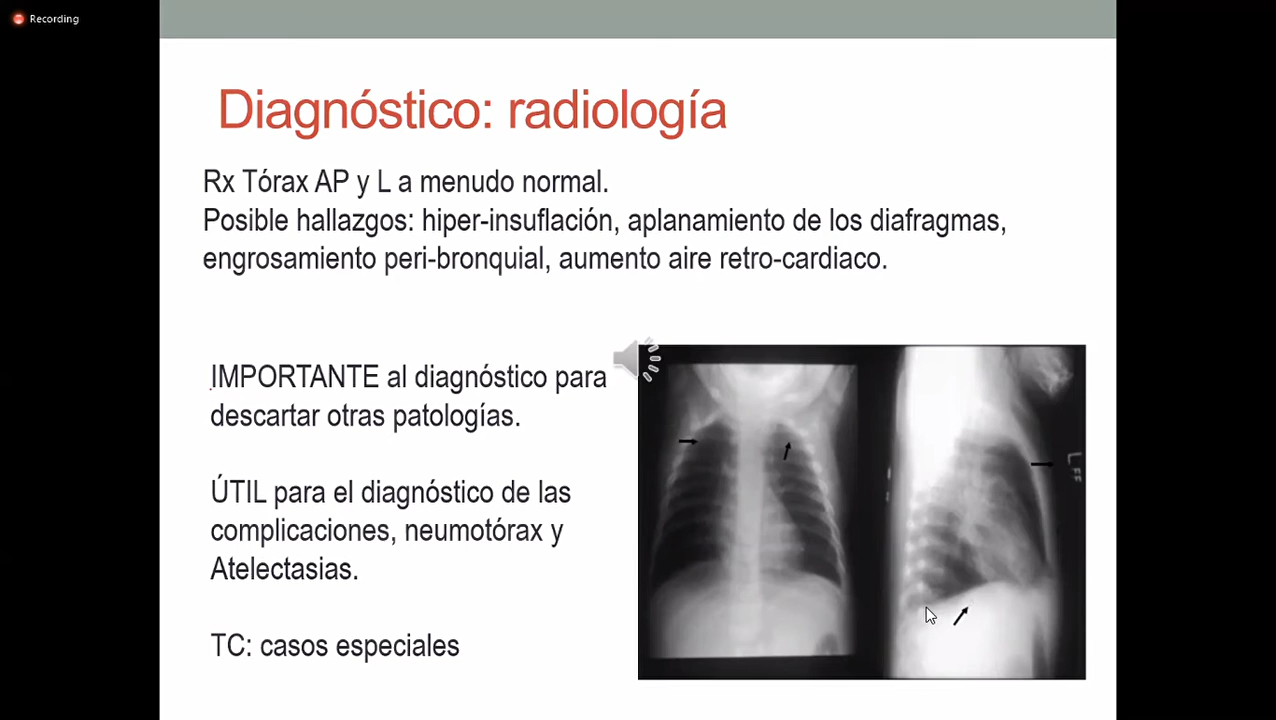 Recording
Diagnóstico: radiología
Rx Tórax AP y L a menudo normal.
Posible hallazgos: hiper-insuflación, aplanamiento de los diafragmas,
engrosamiento peri-bronquial, aumento aire retro-cardiaco.
.IMPORTANTE al diagnóstico para
descartar otras patologías.
ÚTIL para el diagnóstico de las
complicaciones, neumotórax y
Atelectasias.
TC: casos especiales
L
FF